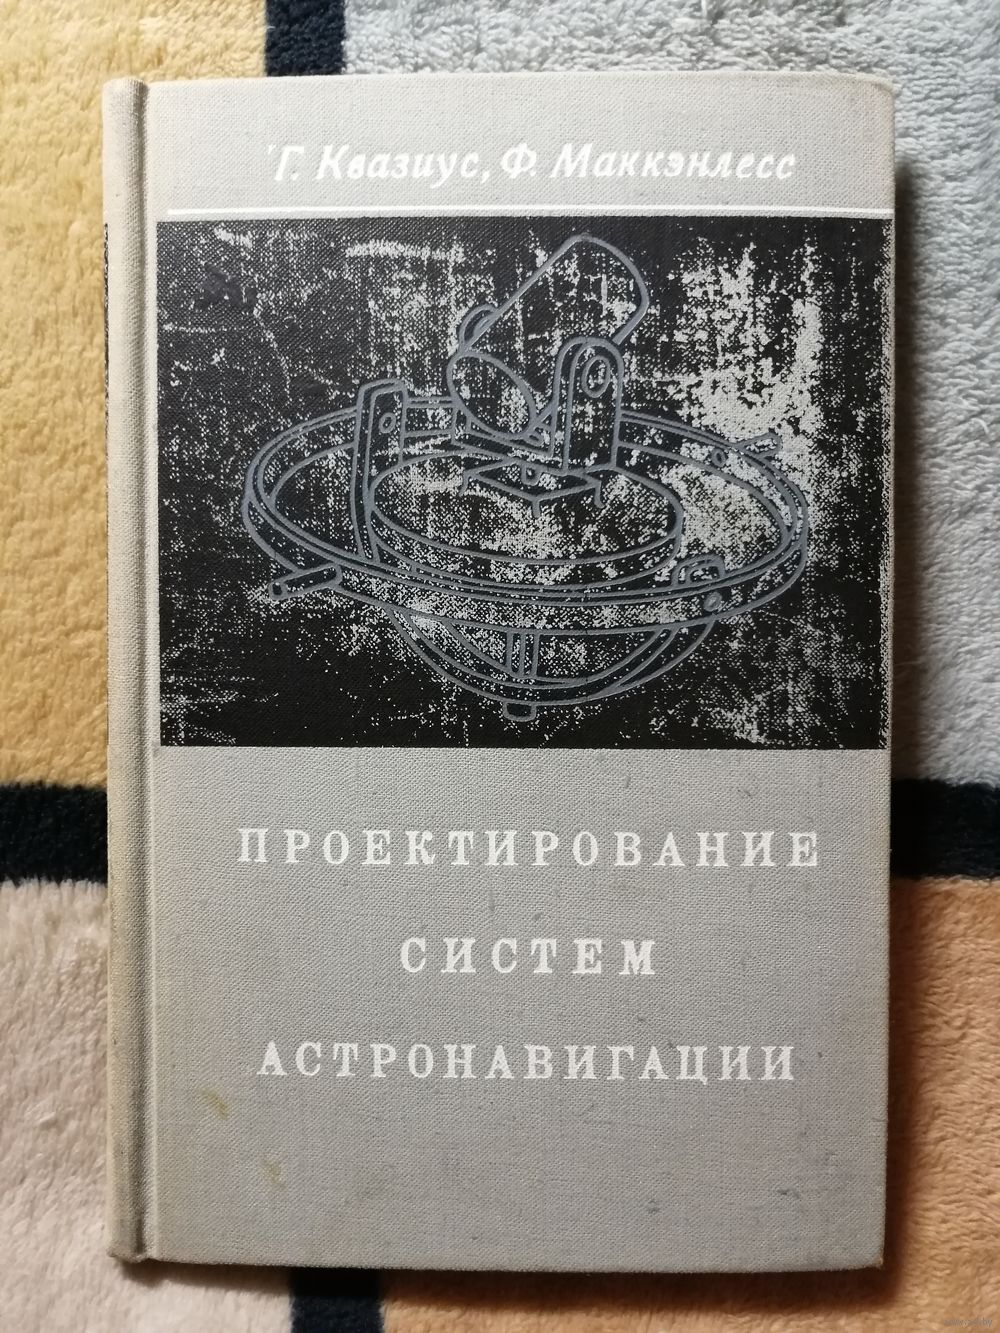 Г. Квазиус, Ф. Маккэнлесс
ПРОЕКТИРОВАНИЕ
СИСТЕМ
АСТРОНАВИГАЦИИ